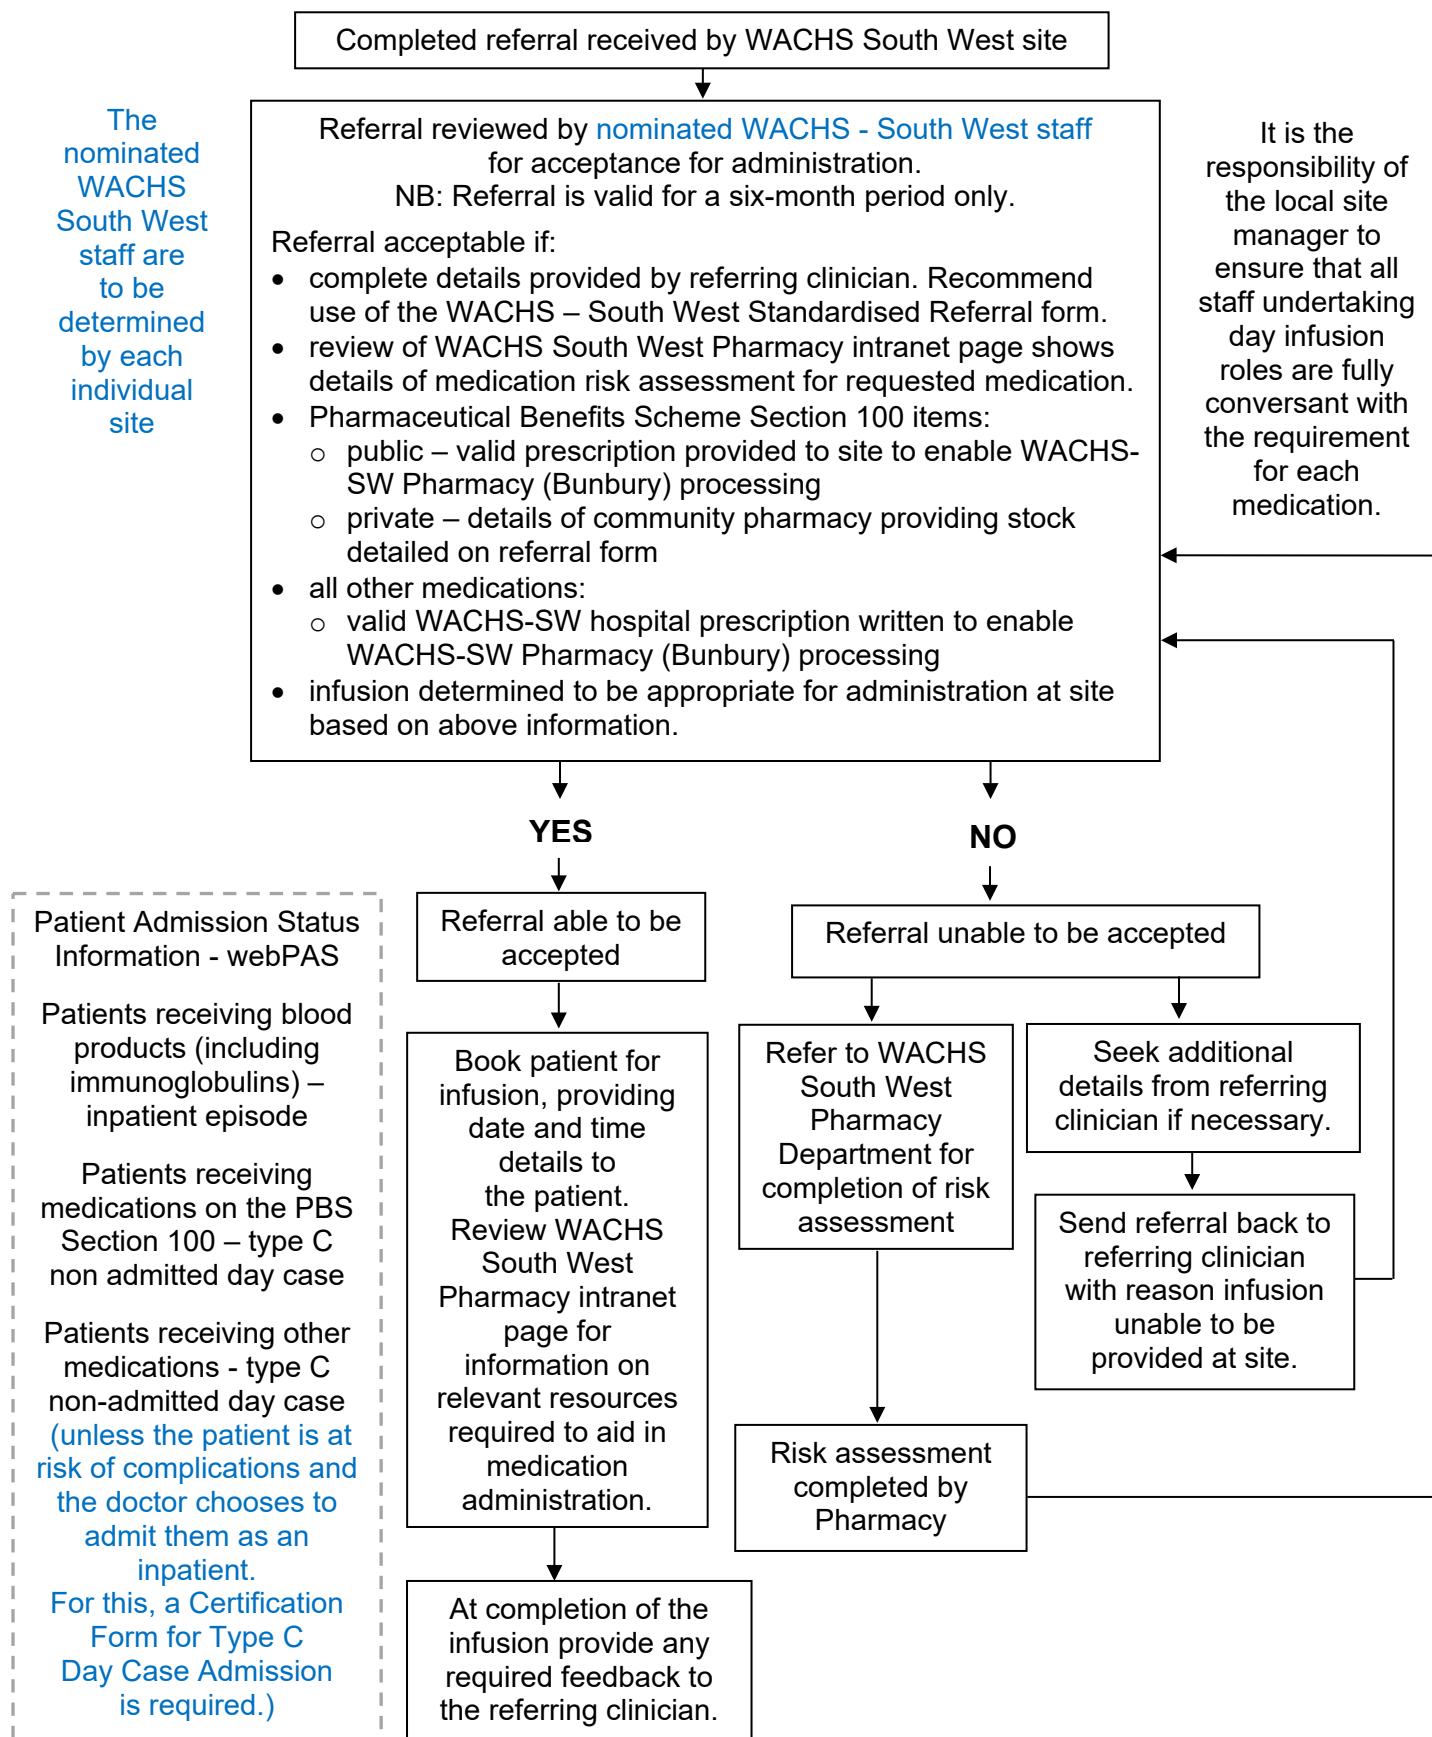 Completed referral received by WACHS South West site
The
nominated
WACHS
South West
staff are
to be
determined
by each
individual
site
Referral reviewed by nominated WACHS - South West staff
for acceptance for administration.
NB: Referral is valid for a six-month period only.
Referral acceptable if:
• complete details provided by referring clinician. Recommend
use of the WACHS – South West Standardised Referral form.
• review of WACHS South West Pharmacy intranet page shows
details of medication risk assessment for requested medication.
• Pharmaceutical Benefits Scheme Section 100 items:
o public – valid prescription provided to site to enable WACHS-
SW Pharmacy (Bunbury) processing
o private – details of community pharmacy providing stock
detailed on referral form
• all other medications:
o valid WACHS-SW hospital prescription written to enable
WACHS-SW Pharmacy (Bunbury) processing
• infusion determined to be appropriate for administration at site
based on above information.
It is the
responsibility of
the local site
manager to
ensure that all
staff undertaking
day infusion
roles are fully
conversant with
the requirement
for each
medication.
YES
NO
Patient Admission Status
Information - webPAS
Patients receiving blood
products (including
immunoglobulins) –
inpatient episode
Patients receiving
medications on the PBS
Section 100 – type C
non admitted day case
Patients receiving other
medications - type C
non-admitted day case
(unless the patient is at
risk of complications and
the doctor chooses to
admit them as an
inpatient.
For this, a Certification
Form for Type C
Day Case Admission
is required.)
Referral able to be
accepted
Book patient for
infusion, providing
date and time
details to
the patient.
Review WACHS
South West
Pharmacy intranet
page for
information on
relevant resources
required to aid in
medication
administration.
At completion of the
infusion provide any
required feedback to
the referring clinician.
Referral unable to be accepted
Refer to WACHS
South West
Pharmacy
Department for
completion of risk
assessment
Risk assessment
completed by
Pharmacy
Seek additional
details from referring
clinician if necessary.
Send referral back to
referring clinician
with reason infusion
unable to be
provided at site.